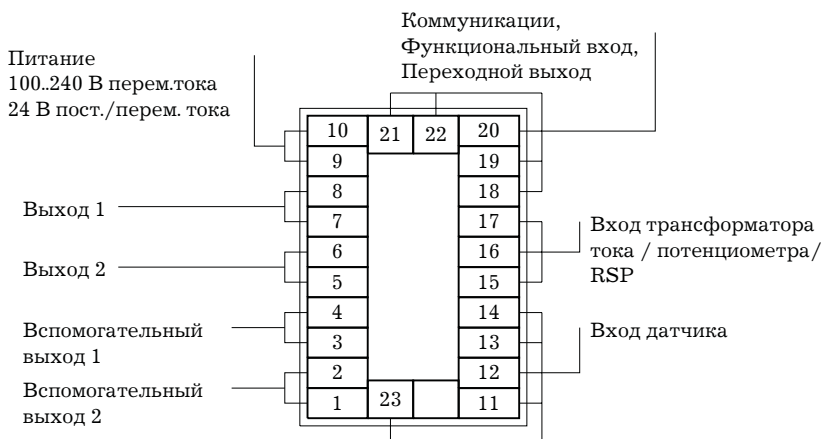 Коммуникации,
Функциональный вход,
Переходной выход
Питание
100..240 В перем.тока
24 В пост./перем. тока
10 21 22 20
9 19
8 18
Выход 1
7 17
6 16
Выход 2
5 15
Вход трансформатора
тока / потенциометра/
RSP
4 14
Вспомогательный
выход 1
3 13
Вход датчика
2 12
Вспомогательный
выход 2
1 23 11